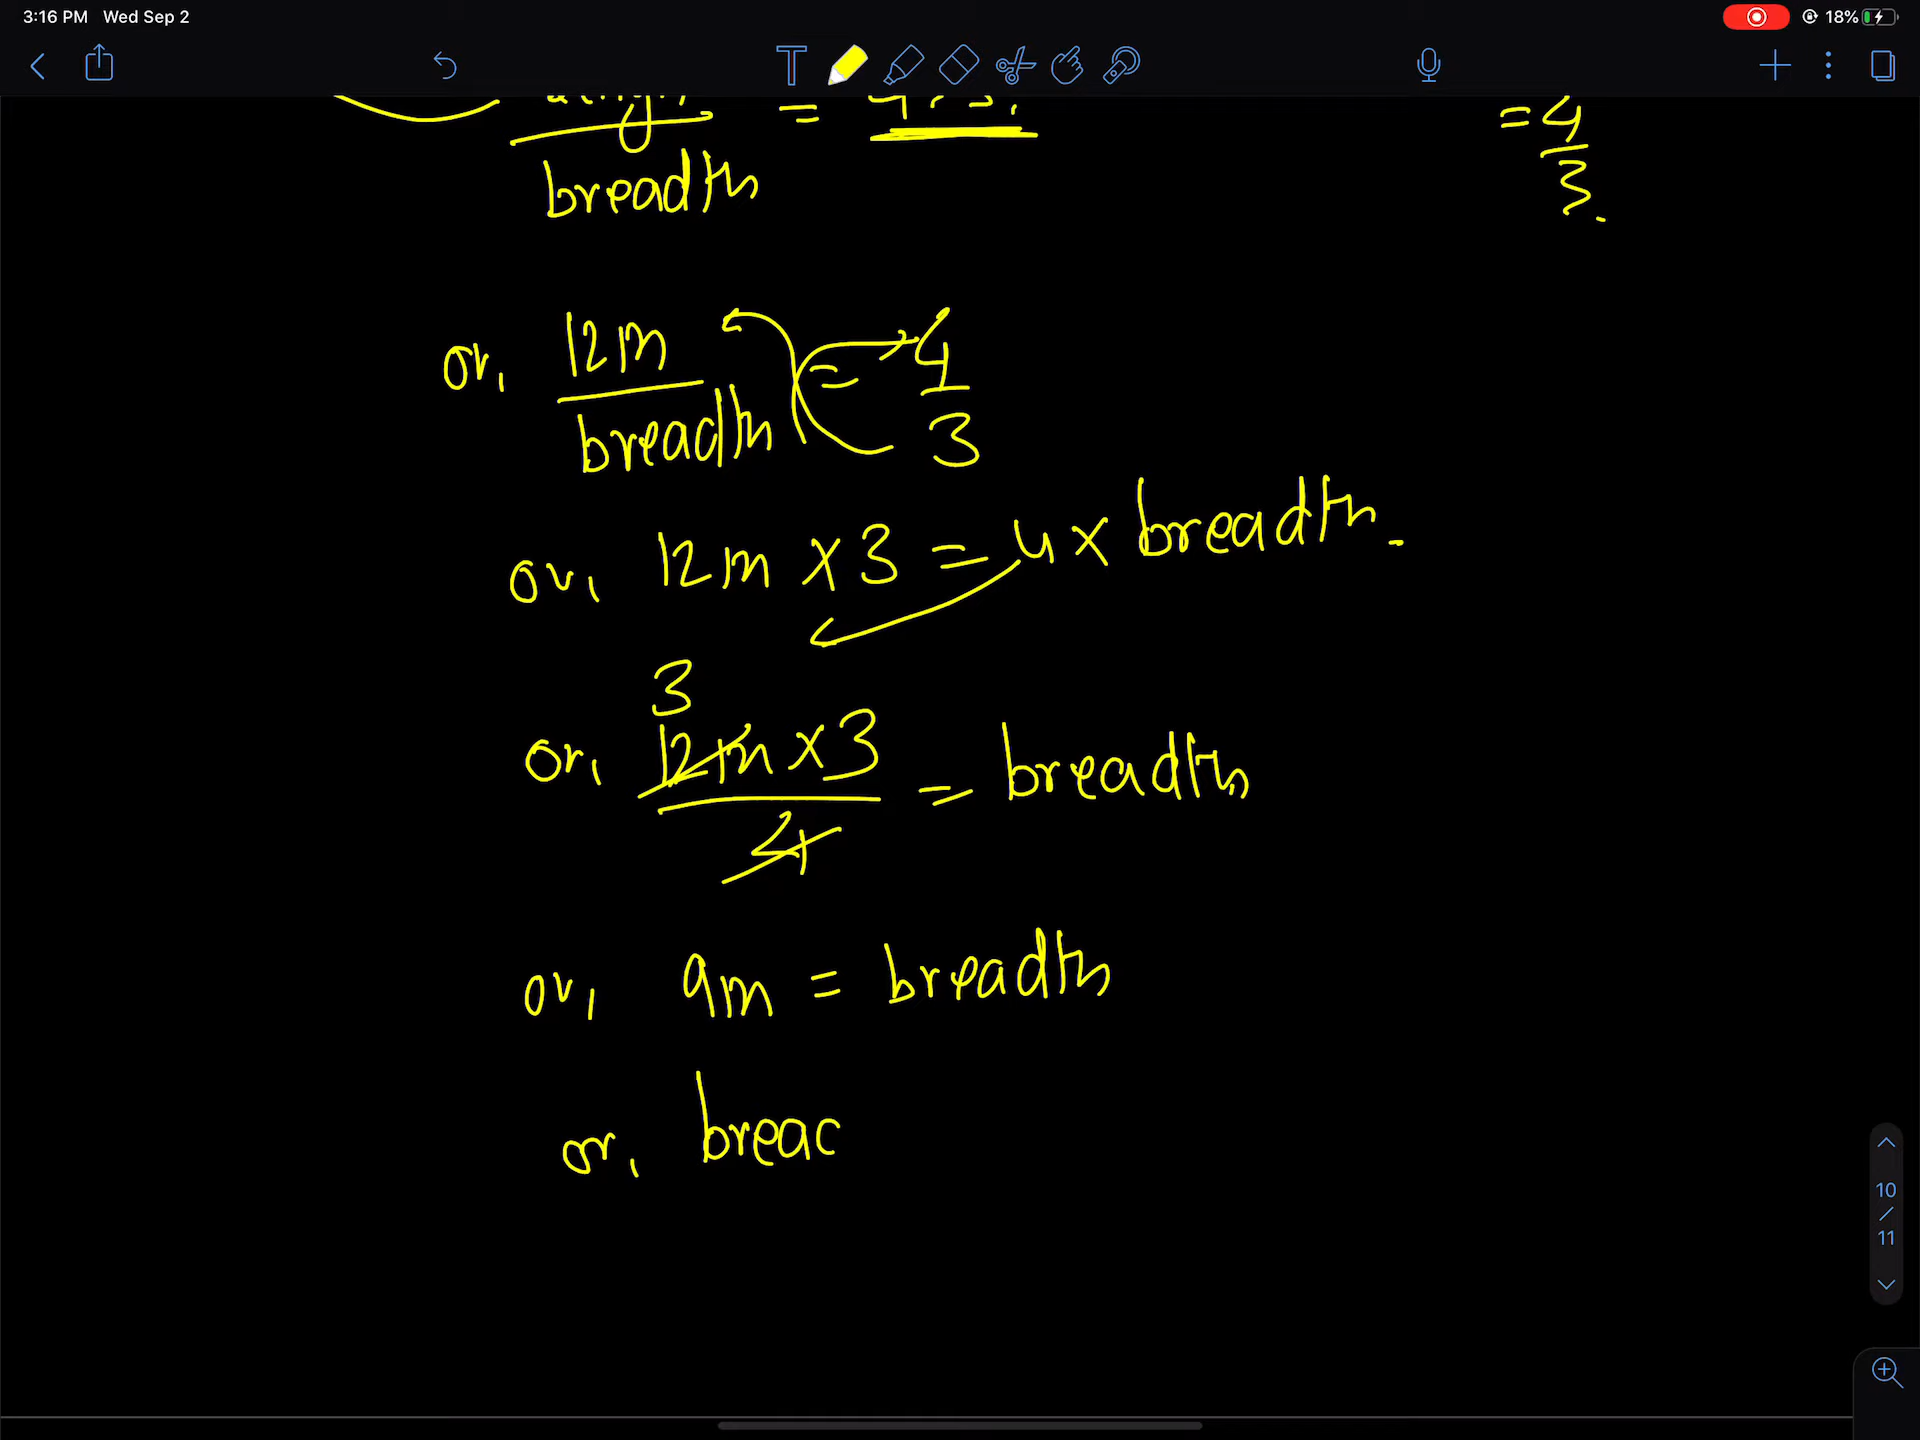 3:16 PM Wed Sep 2
18%
= 4
breadth
= 4
3.
or, 12m = 4
breadth 3
or, 12m x 3 = 4 x breadth.
3
or, 12m x 3 = breadth
4
or, 9m = breadth
or, breac
10
/
11